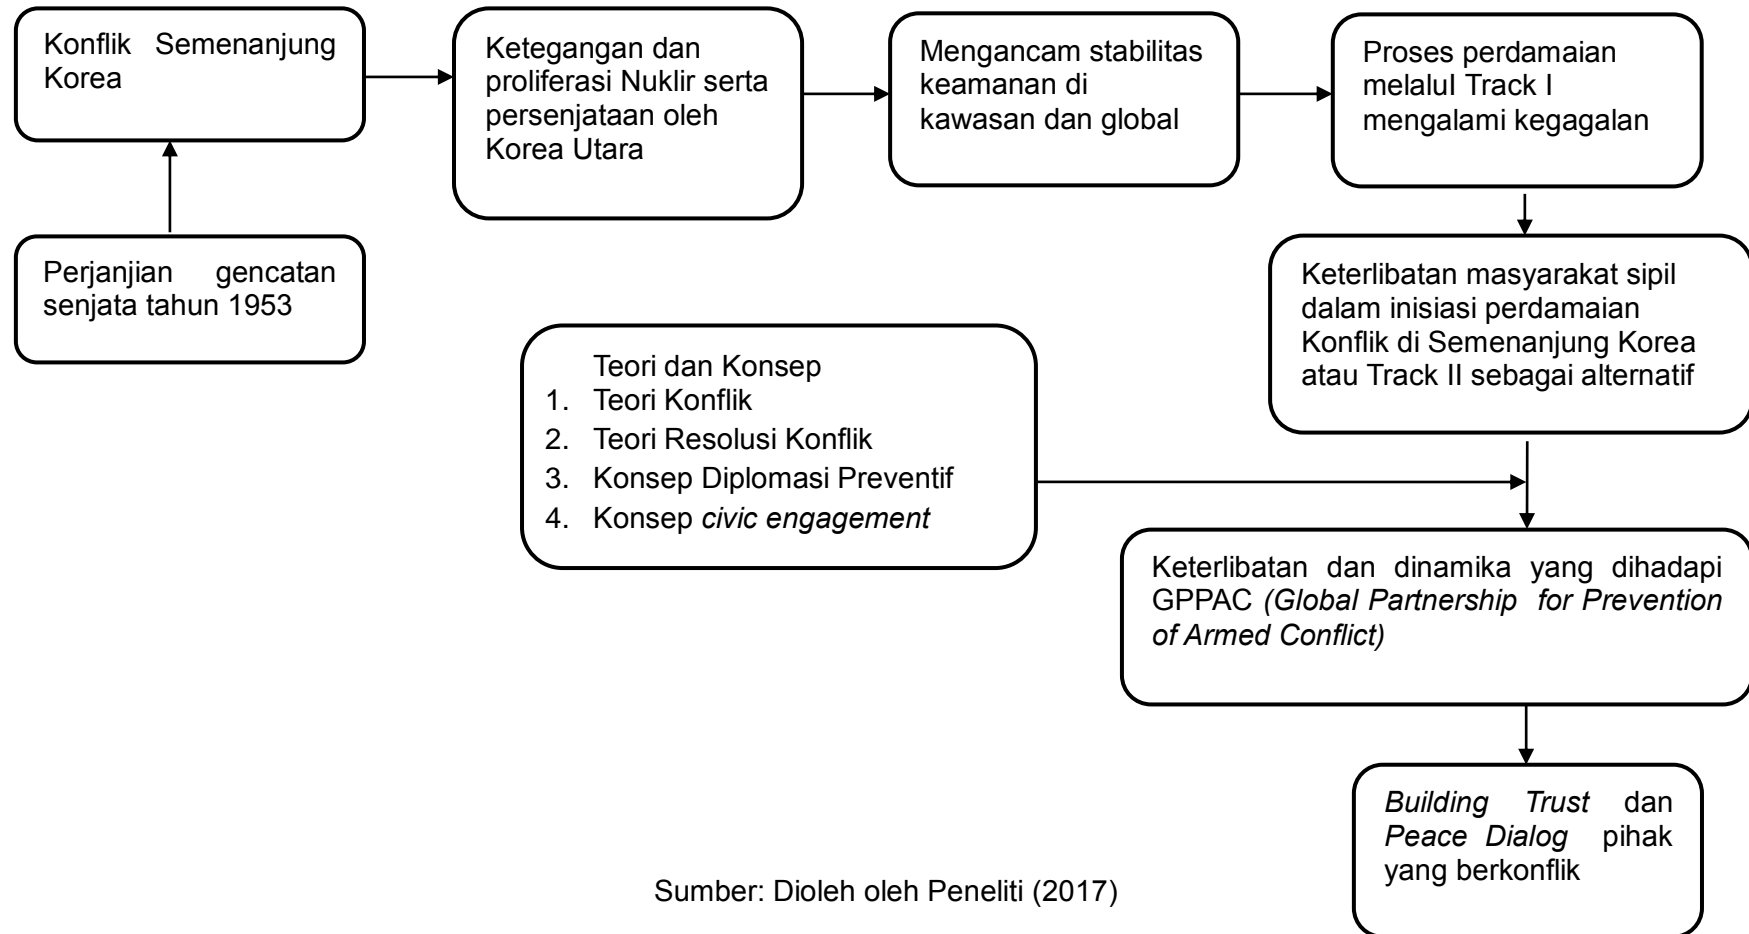 Konflik Semenanjung
Korea
Ketegangan dan
proliferasi Nuklir serta
persenjataan oleh
Korea Utara
Mengancam stabilitas
keamanan di
kawasan dan global
Proses perdamaian
melaluI Track I
mengalami kegagalan
Perjanjian gencatan
senjata tahun 1953
Keterlibatan masyarakat sipil
dalam inisiasi perdamaian
Konflik di Semenanjung Korea
atau Track II sebagai alternatif
Teori dan Konsep
1. Teori Konflik
2. Teori Resolusi Konflik
3. Konsep Diplomasi Preventif
4. Konsep civic engagement
Keterlibatan dan dinamika yang dihadapi
GPPAC (Global Partnership for Prevention
of Armed Conflict)
Building Trust dan
Peace Dialog pihak
yang berkonflik
Sumber: Dioleh oleh Peneliti (2017)